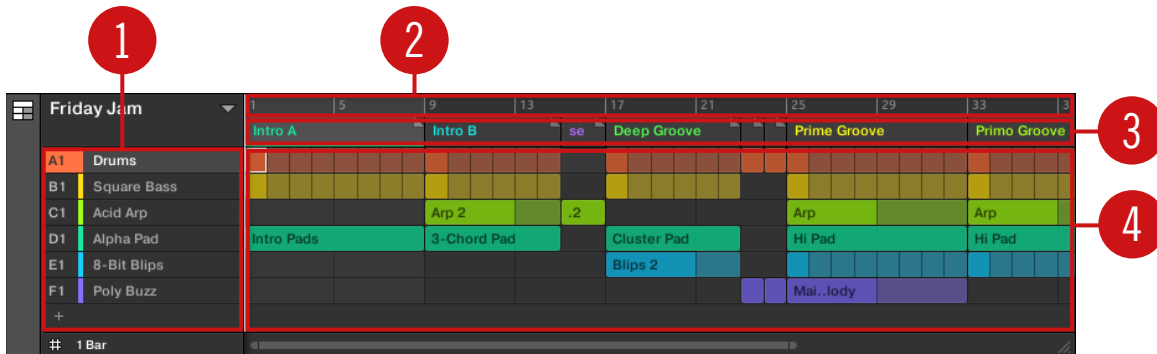 1
2
Friday Jam
1 5 9 13 17 21 25 29 33 3
Intro A Intro B se Deep Groove Prime Groove Primo Groove
3
A1 Drums
B1 Square Bass
C1 Acid Arp Arp 2 .2 Arp Arp
4
D1 Alpha Pad Intro Pads 3-Chord Pad Cluster Pad Hi Pad Hi Pad
E1 8-Bit Blips Blips 2
F1 Poly Buzz Mai..lody
+
1 Bar